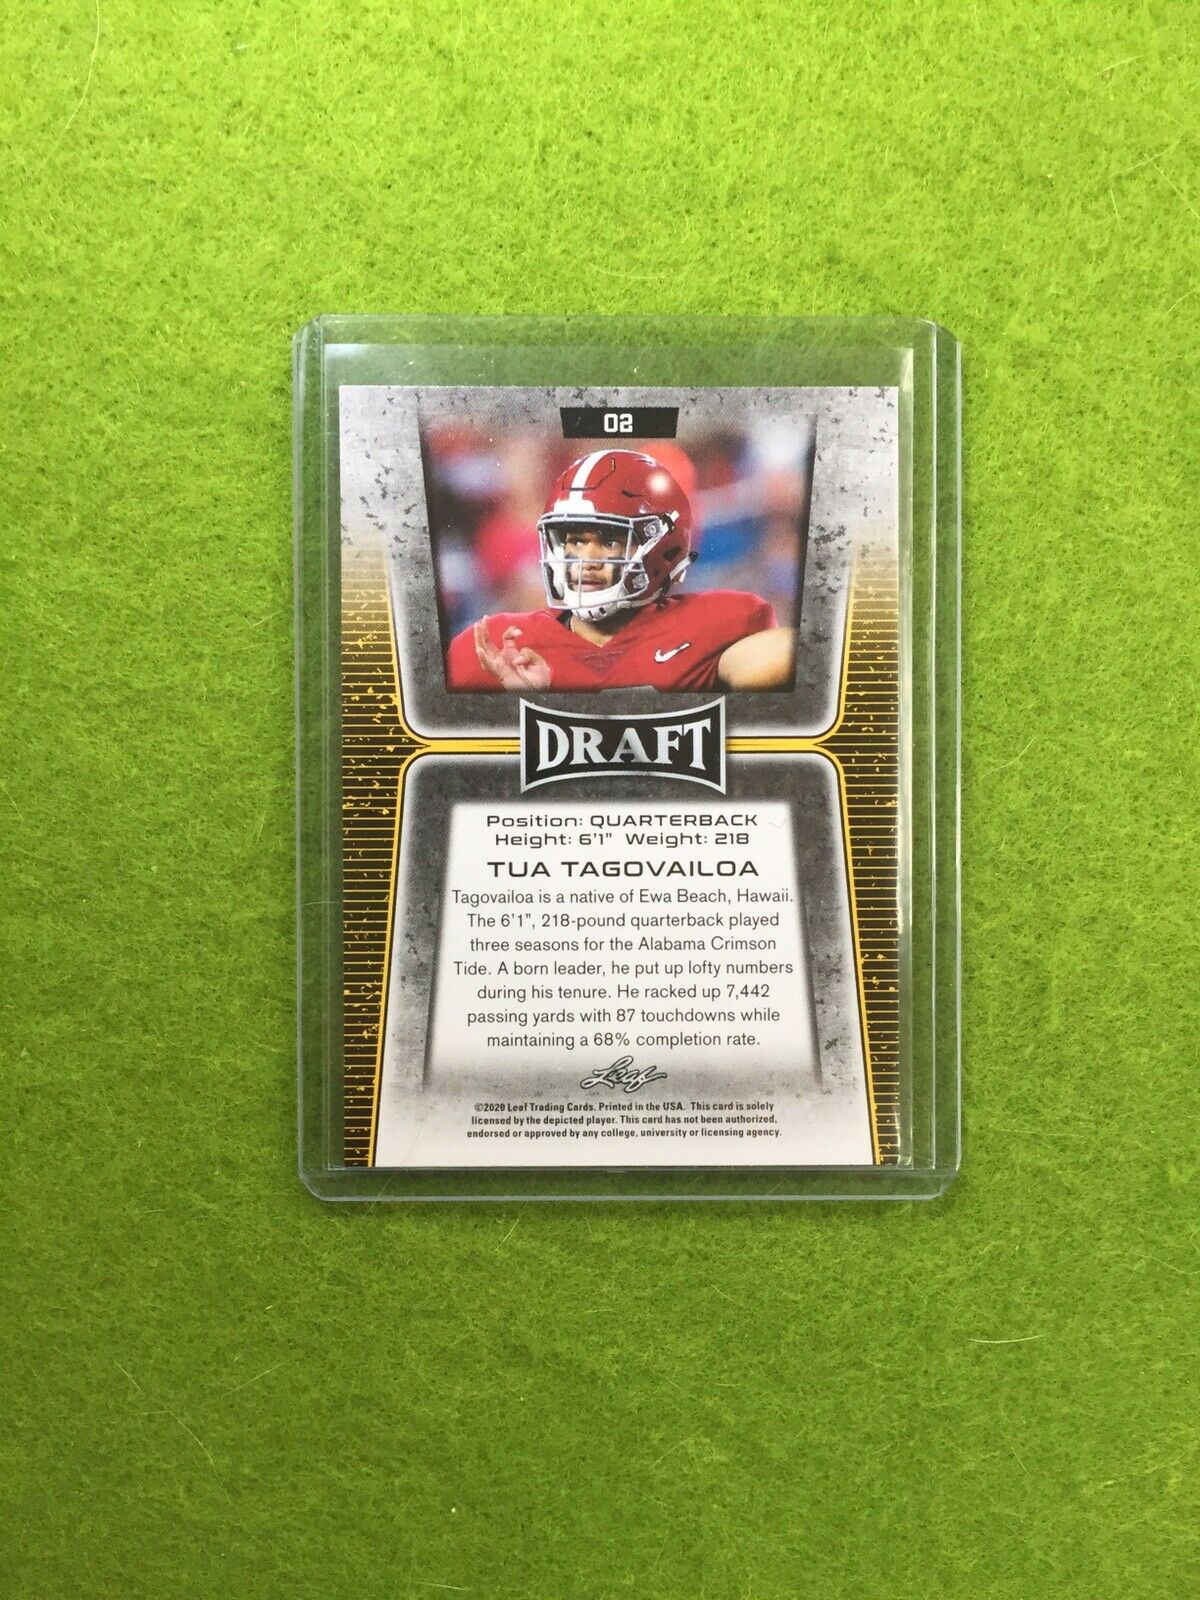 02
DRAFT
Position: QUARTERBACK
Height: 6'1" Weight: 218
TUA TAGOVAILOA
Tagovailoa is a native of Ewa Beach, Hawaii.
The 6'1", 218-pound quarterback played
three seasons for the Alabama Crimson
Tide. A born leader, he put up lofty numbers
during his tenure. He racked up 7,442
passing yards with 87 touchdowns while
maintaining a 68% completion rate.
Leaf
©2020 Leaf Trading Cards. Printed in the USA. This card is solely
licensed by the depicted player. This card has not been authorized,
endorsed or approved by any college, university or licensing agency.